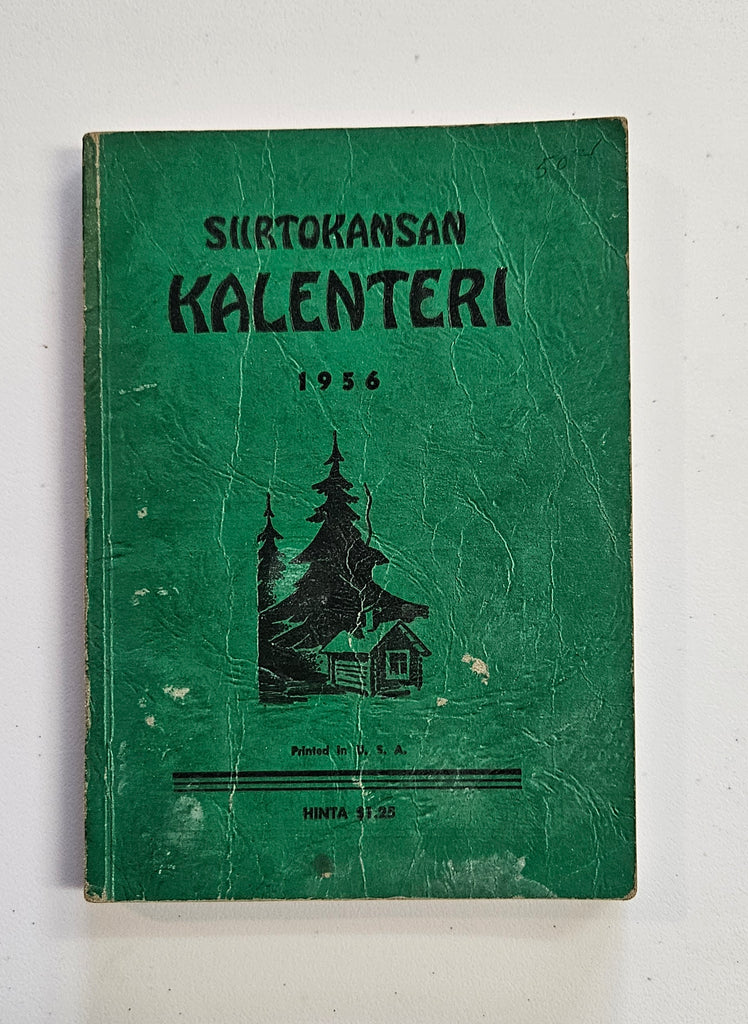 SIIRTOKANSAN
KALENTERI
1956
Printed in U. S. A.
HINTA $1.25